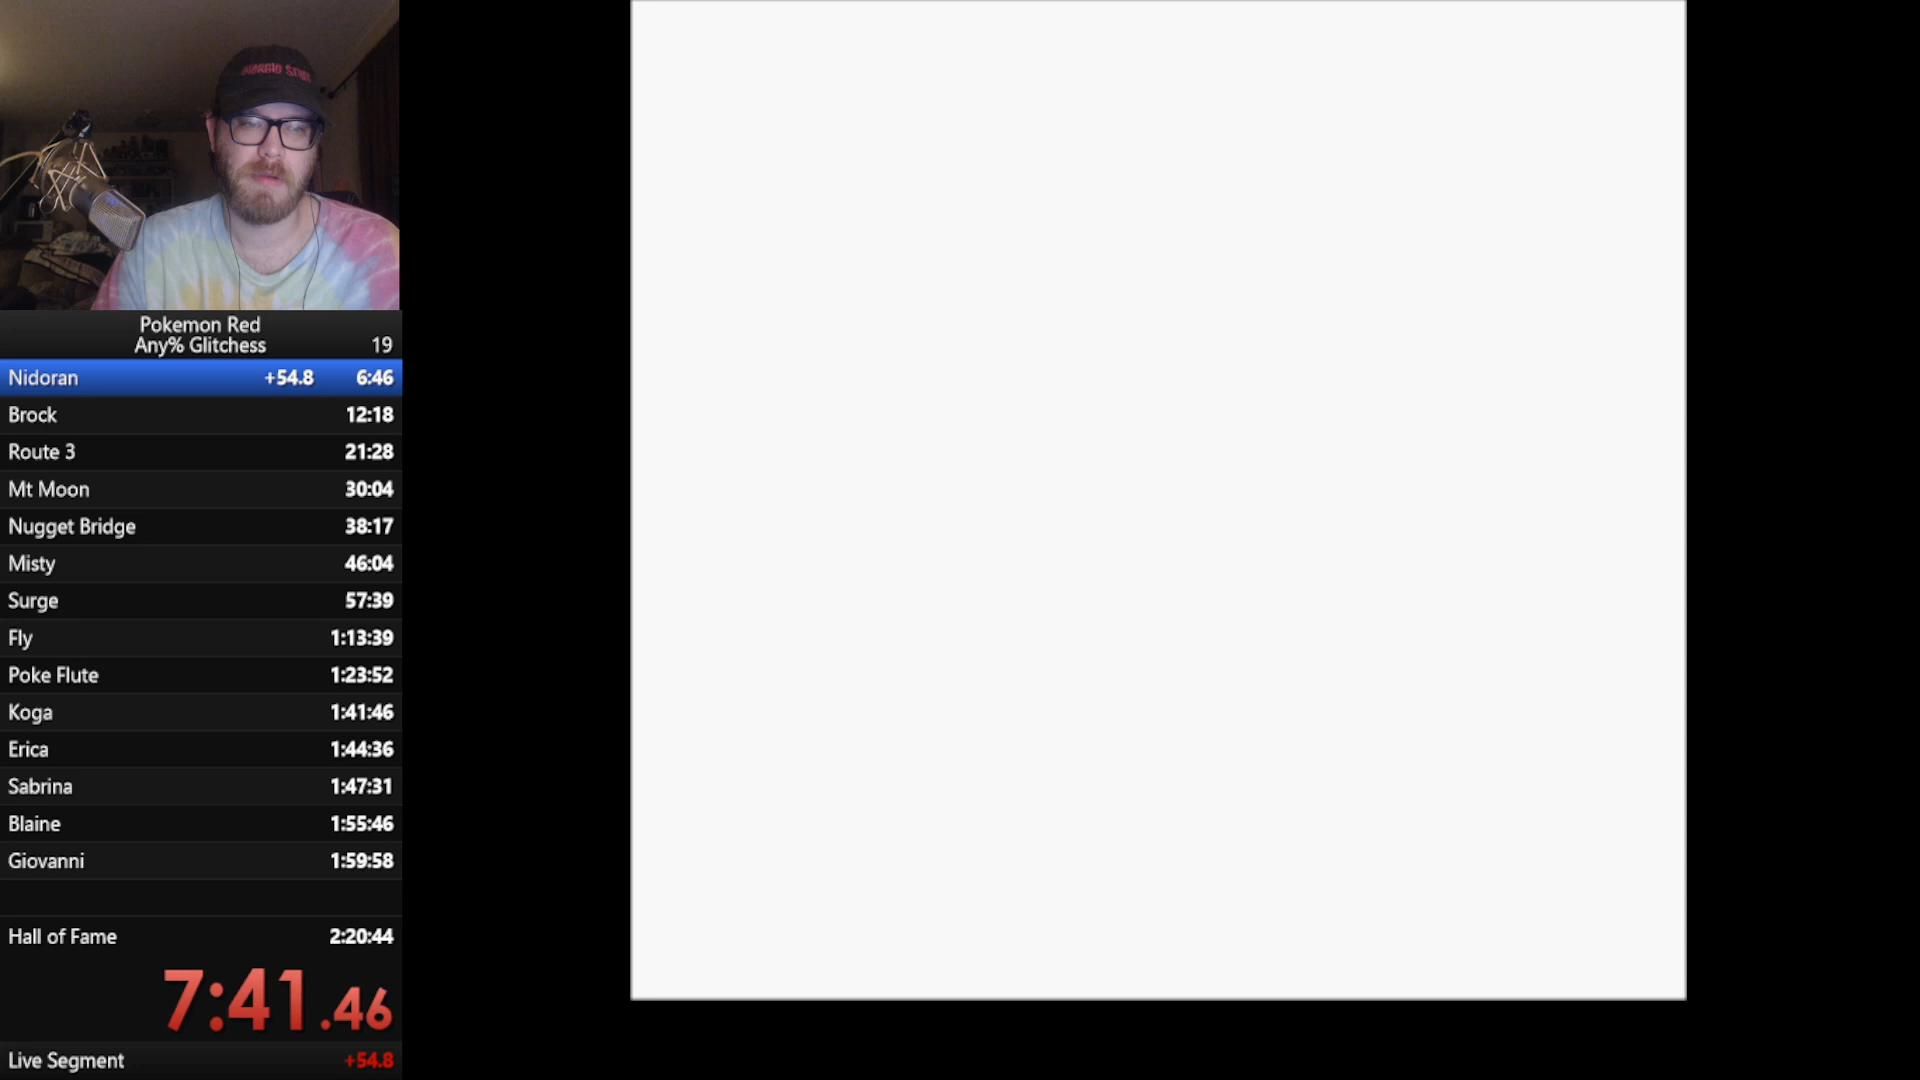 Pokemon Red
Any% Glitchess 19
Nidoran +54.8 6:46
Brock 12:18
Route 3 21:28
Mt Moon 30:04
Nugget Bridge 38:17
Misty 46:04
Surge 57:39
Fly 1:13:39
Poke Flute 1:23:52
Koga 1:41:46
Erica 1:44:36
Sabrina 1:47:31
Blaine 1:55:46
Giovanni 1:59:58
Hall of Fame 2:20:44
7:41.46
Live Segment +54.8